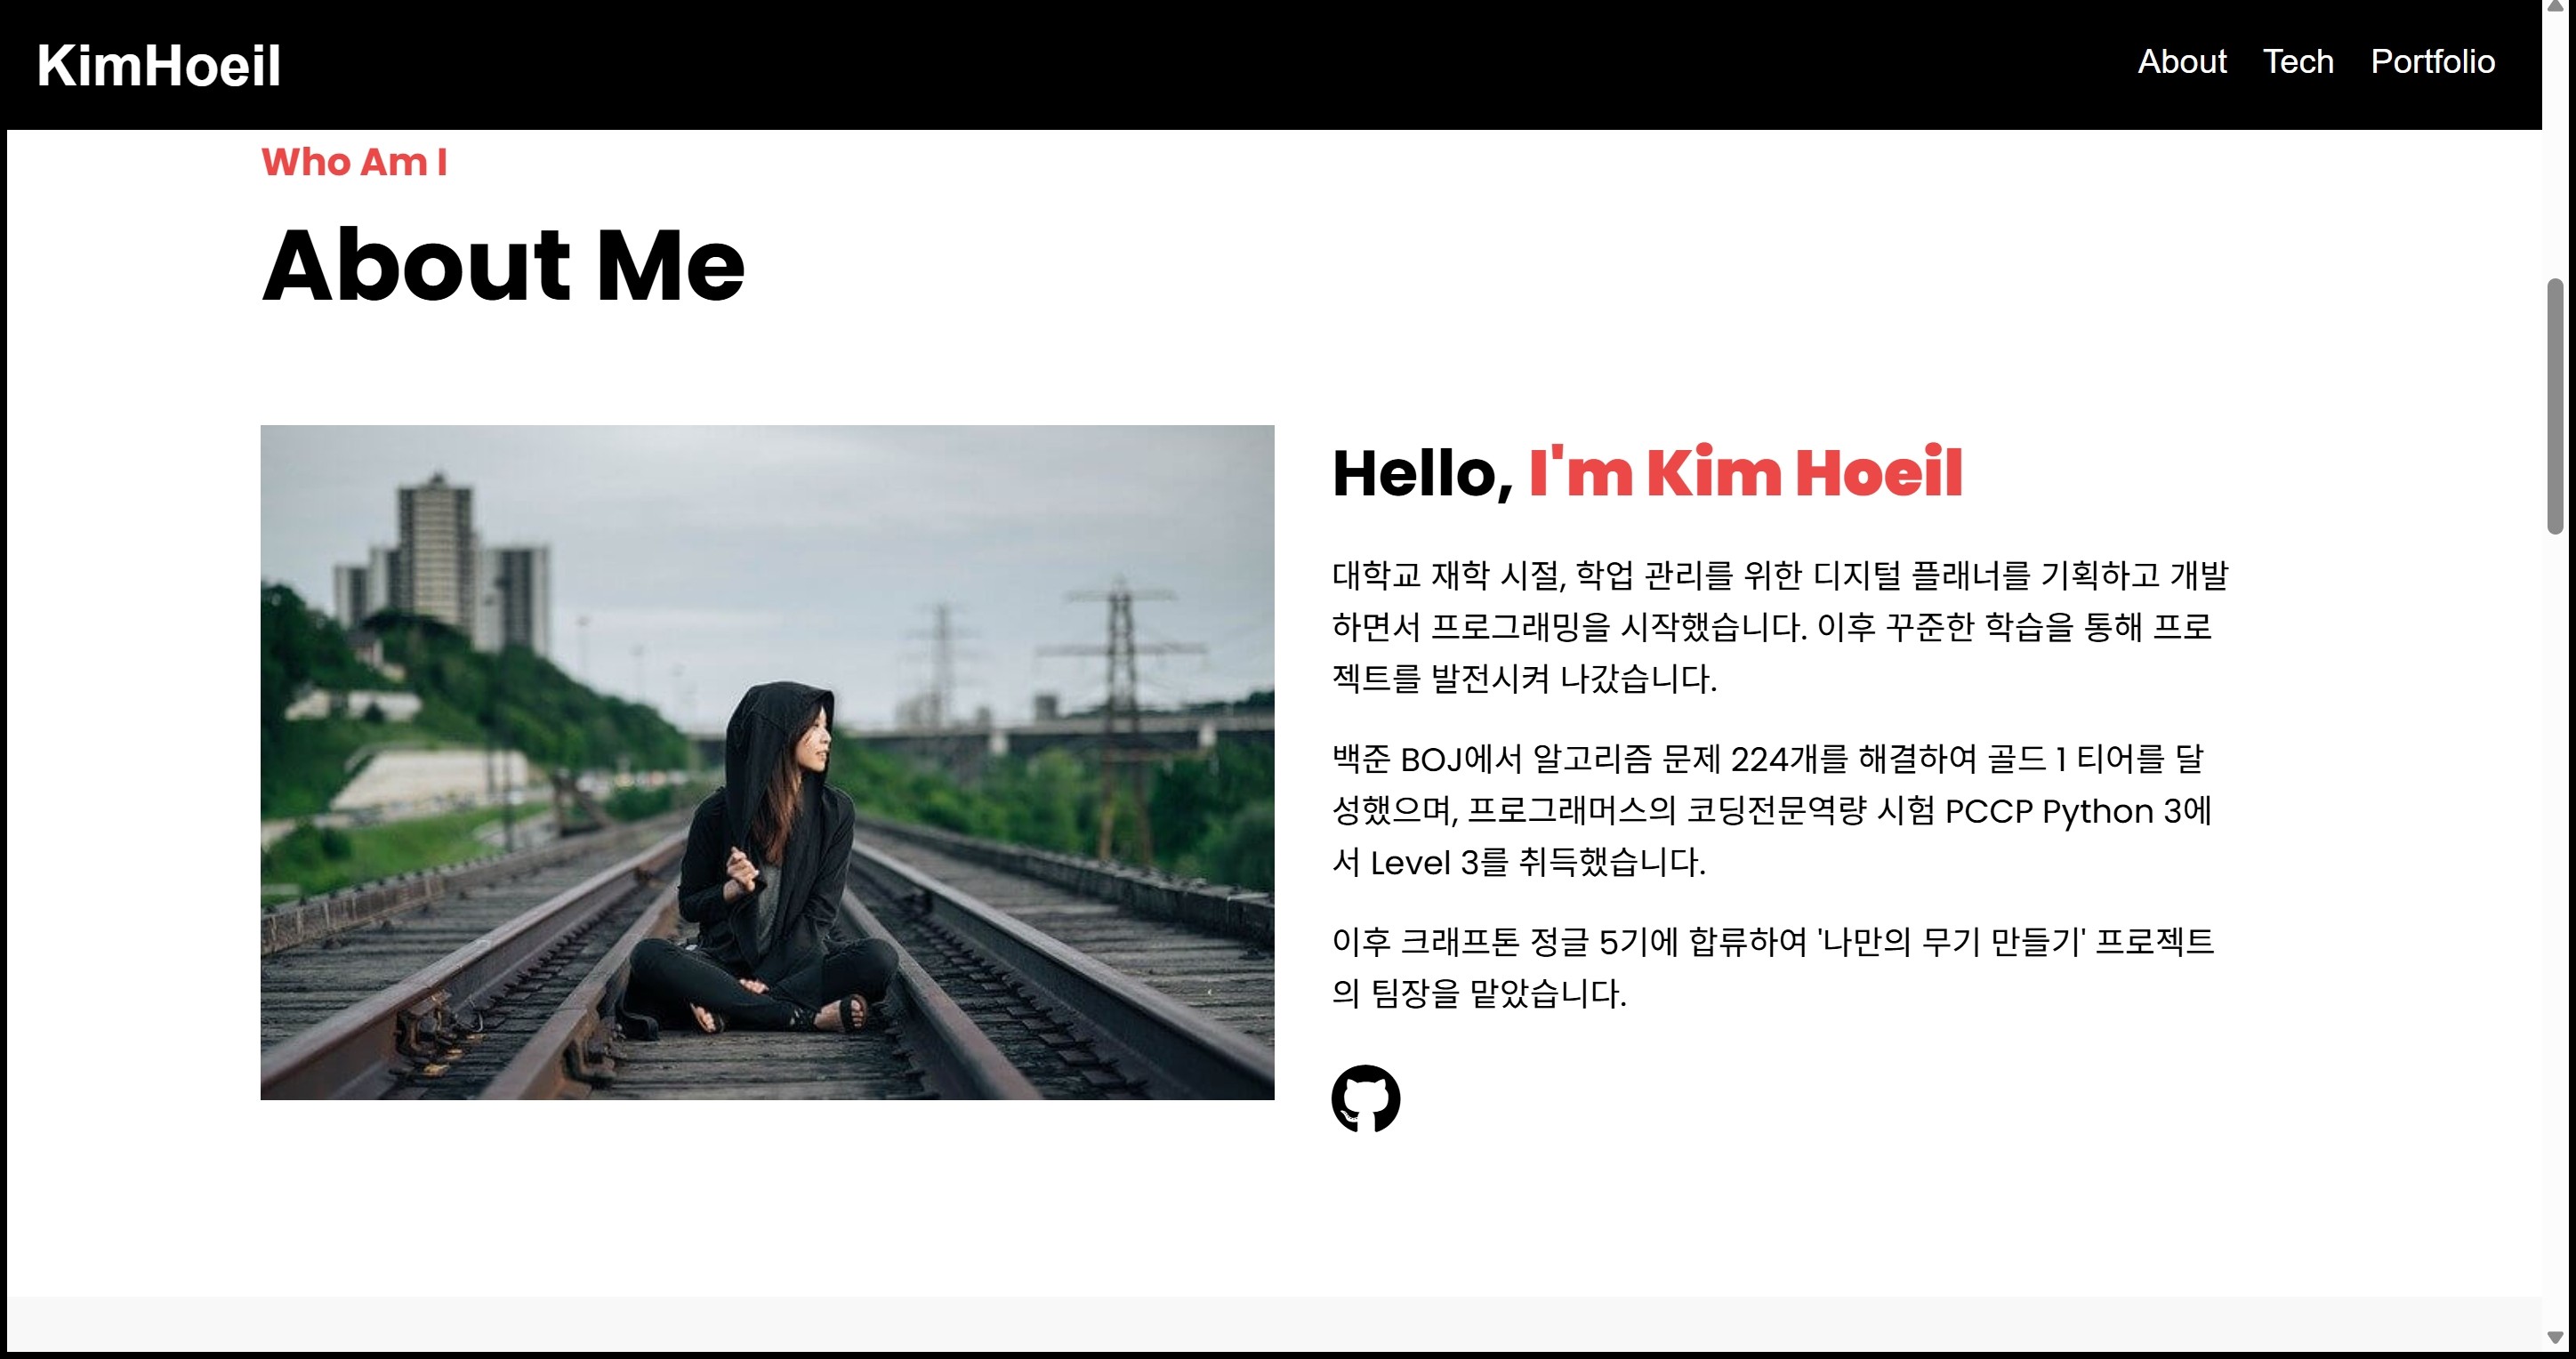 KimHoeil
About Tech Portfolio
Who Am I
About Me
Hello, I'm Kim Hoeil
대학교 재학 시절, 학업 관리를 위한 디지털 플래너를 기획하고 개발
하면서 프로그래밍을 시작했습니다. 이후 꾸준한 학습을 통해 프로
젝트를 발전시켜 나갔습니다.
백준 BOJ에서 알고리즘 문제 224개를 해결하여 골드 1 티어를 달
성했으며, 프로그래머스의 코딩전문역량 시험 PCCP Python 3에
서 Level 3를 취득했습니다.
이후 크래프톤 정글 5기에 합류하여 '나만의 무기 만들기' 프로젝트
의 팀장을 맡았습니다.